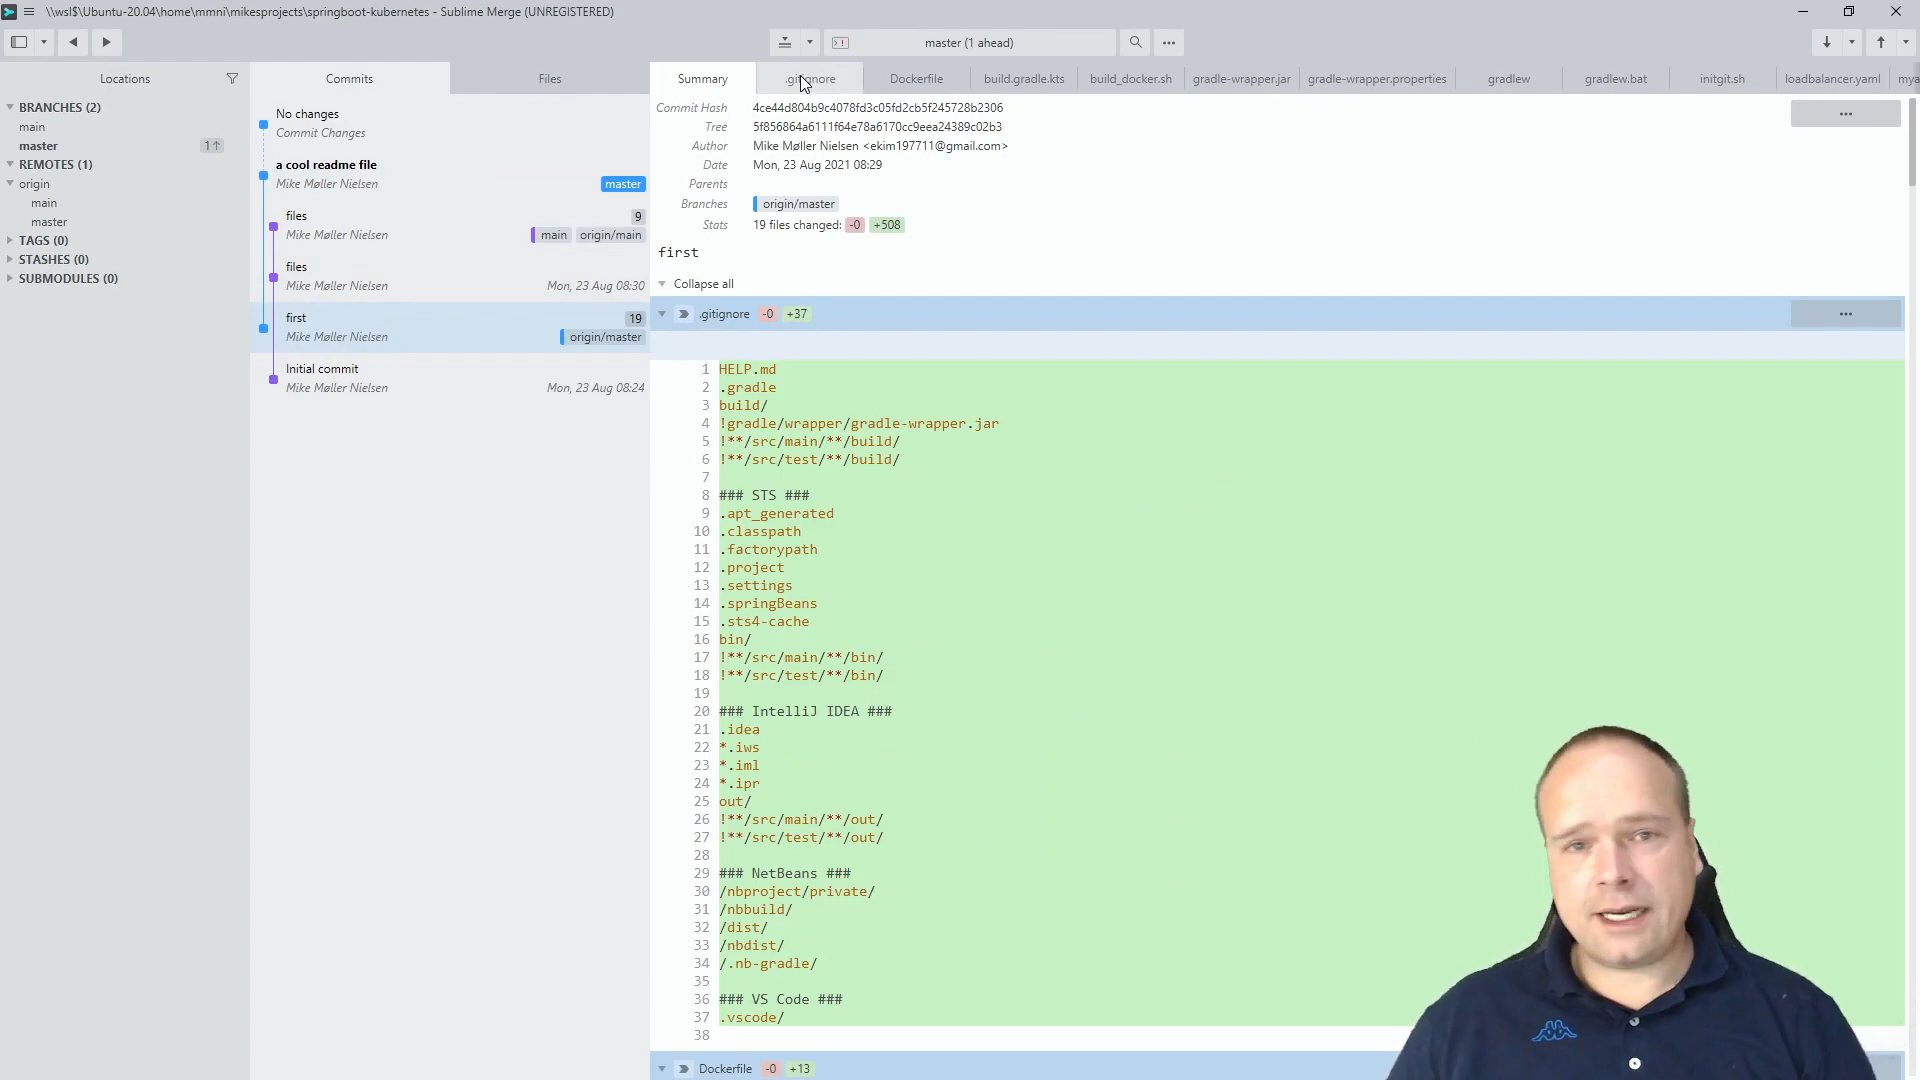 \\wsl$\Ubuntu-20.04\home\mmni\mikesprojects\springboot-kubernetes - Sublime Merge (UNREGISTERED)
master (1 ahead)
Locations
Commits
Files
Summary
.gitignore
Dockerfile
build.gradle.kts
build_docker.sh
gradle-wrapper.jar
gradle-wrapper.properties
gradlew
gradlew.bat
initgit.sh
loadbalancer.yaml
mya
BRANCHES (2)
main
master 1↑
REMOTES (1)
origin
main
master
TAGS (0)
STASHES (0)
SUBMODULES (0)
No changes
Commit Changes
a cool readme file
Mike Møller Nielsen master
files 9
Mike Møller Nielsen main origin/main
files
Mike Møller Nielsen Mon, 23 Aug 08:30
first 19
Mike Møller Nielsen origin/master
Initial commit
Mike Møller Nielsen Mon, 23 Aug 08:24
Commit Hash 4ce44d804b9c4078fd3c05fd2cb5f245728b2306
Tree 5f856864a6111f64e78a6170cc9eea24389c02b3
Author Mike Møller Nielsen <ekim197711@gmail.com>
Date Mon, 23 Aug 2021 08:29
Parents
Branches origin/master
Stats 19 files changed: -0 +508
first
Collapse all
.gitignore -0 +37
1 HELP.md
2 .gradle
3 build/
4 !gradle/wrapper/gradle-wrapper.jar
5 !**/src/main/**/build/
6 !**/src/test/**/build/
7
8 ### STS ###
9 .apt_generated
10 .classpath
11 .factorypath
12 .project
13 .settings
14 .springBeans
15 .sts4-cache
16 bin/
17 !**/src/main/**/bin/
18 !**/src/test/**/bin/
19
20 ### IntelliJ IDEA ###
21 .idea
22 *.iws
23 *.iml
24 *.ipr
25 out/
26 !**/src/main/**/out/
27 !**/src/test/**/out/
28
29 ### NetBeans ###
30 /nbproject/private/
31 /nbbuild/
32 /dist/
33 /nbdist/
34 /.nb-gradle/
35
36 ### VS Code ###
37 .vscode/
38
Dockerfile -0 +13